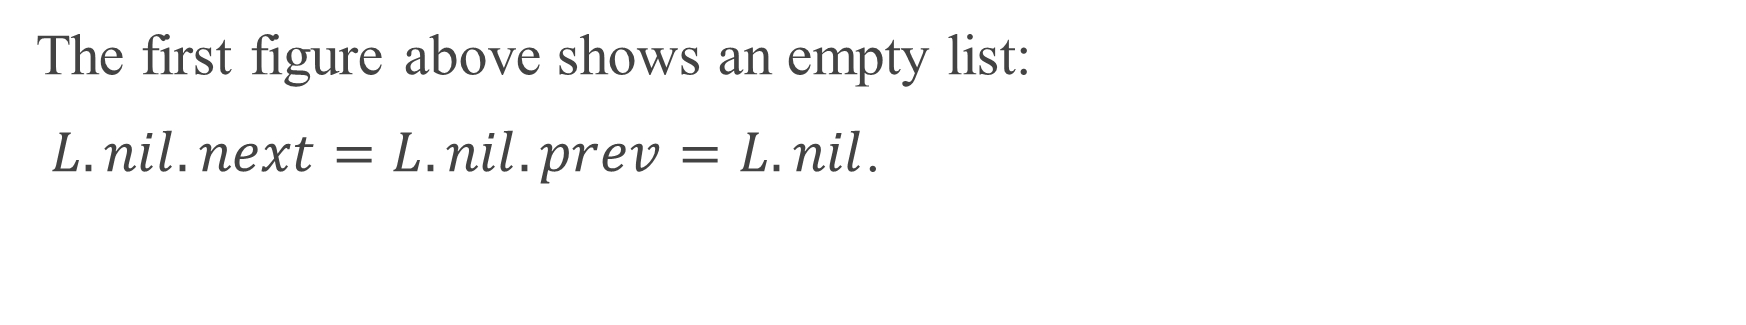 The first figure above shows an empty list:
L.nil.next = L.nil.prev = L.nil.